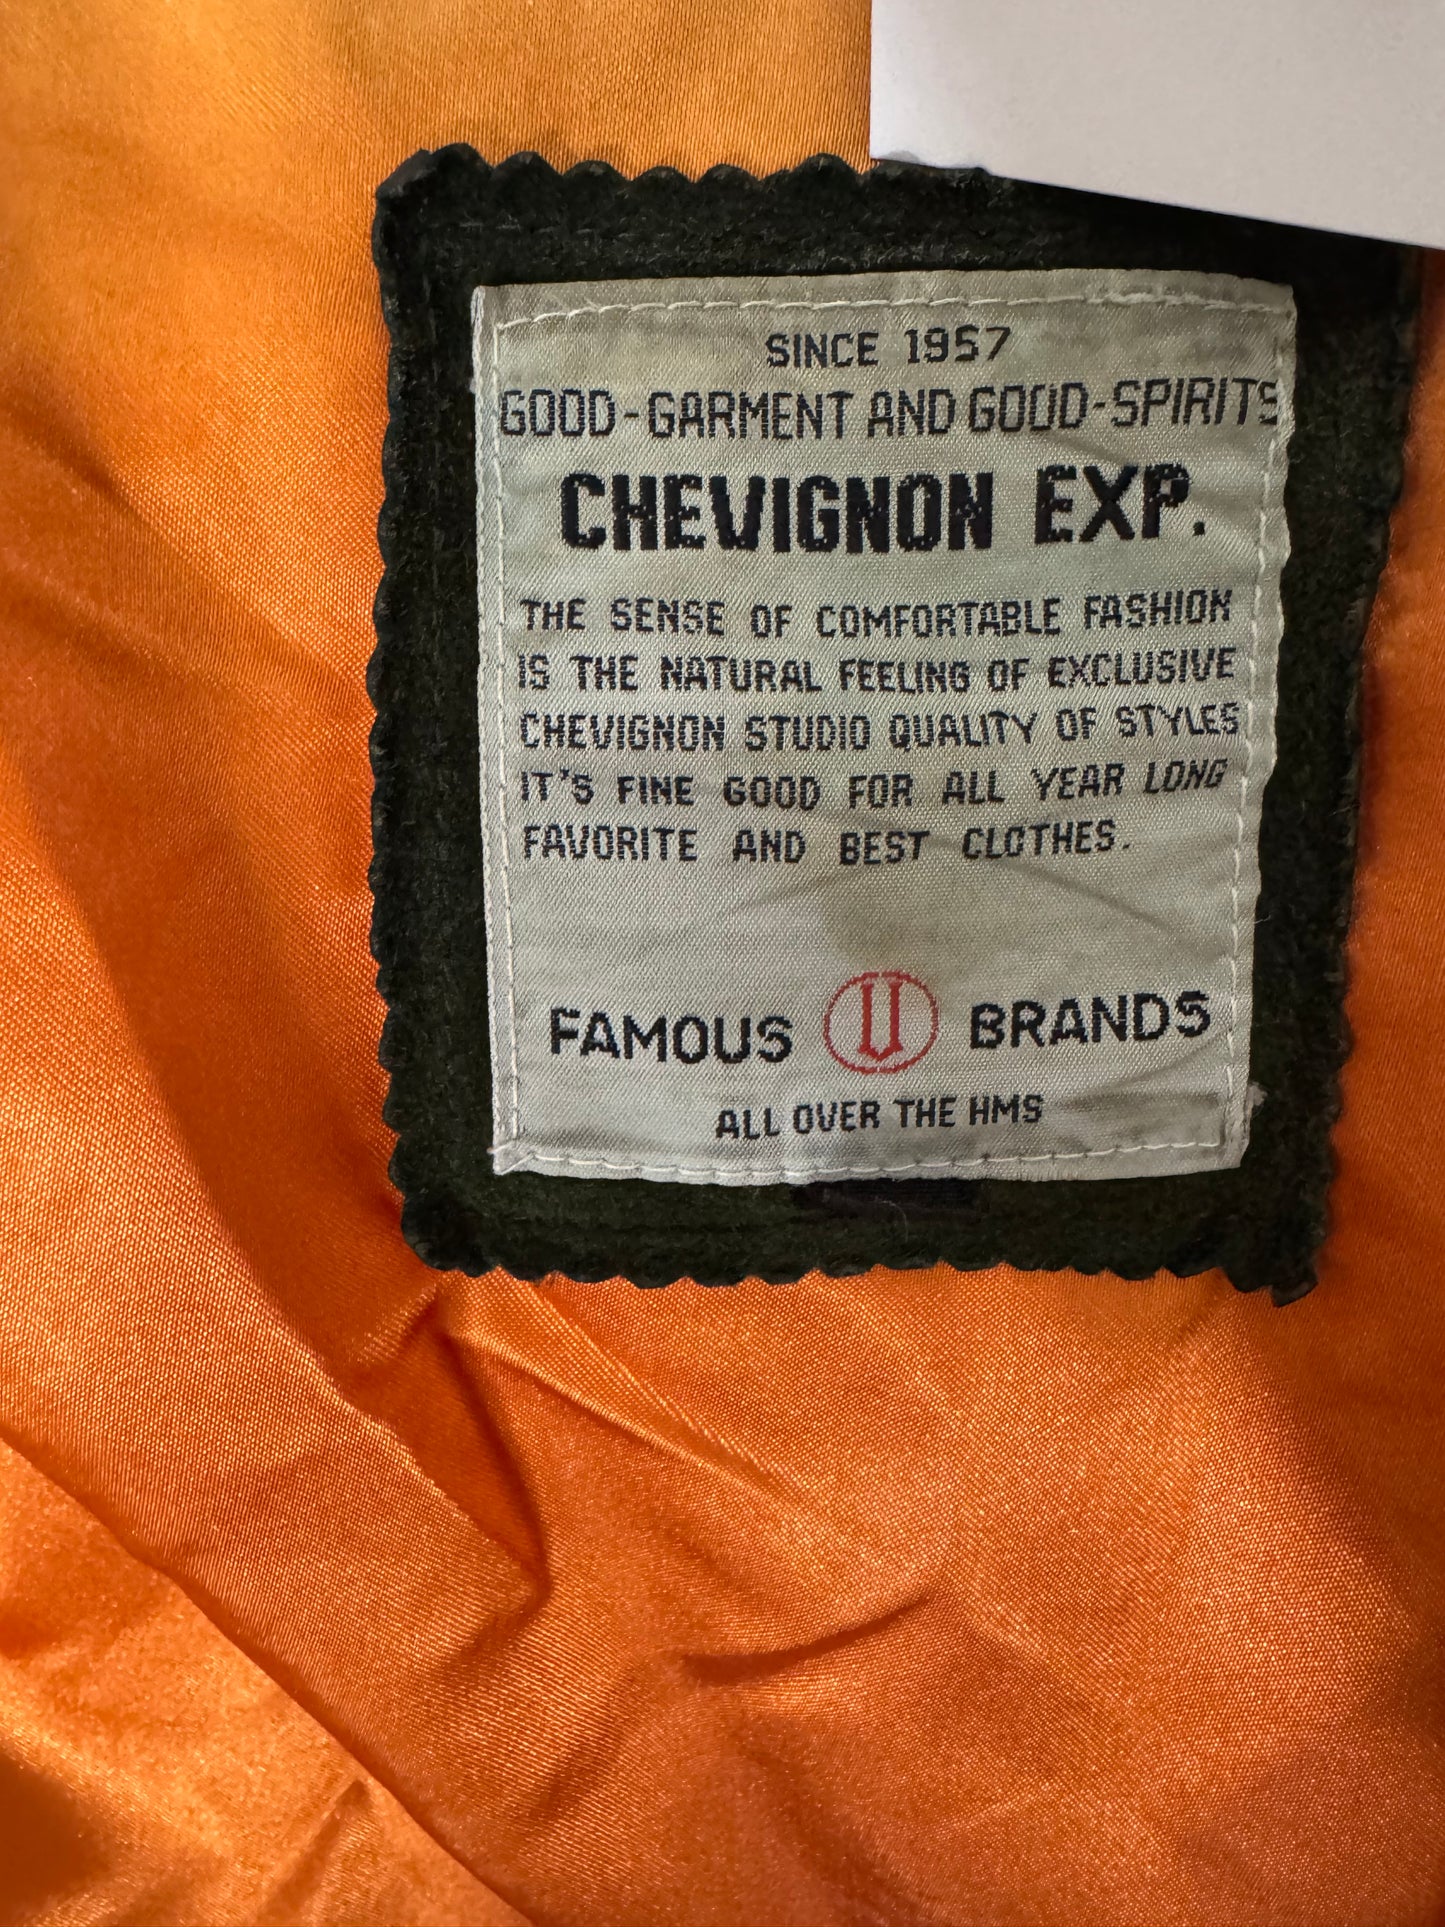 SINCE 1957
GOOD-GARMENT AND GOOD-SPIRITS
CHEVIGNON EXP.
THE SENSE OF COMFORTABLE FASHION
IS THE NATURAL FEELING OF EXCLUSIVE
CHEVIGNON STUDIO QUALITY OF STYLES
IT'S FINE GOOD FOR ALL YEAR LONG
FAVORITE AND BEST CLOTHES.
FAMOUS U BRANDS
ALL OVER THE HMS